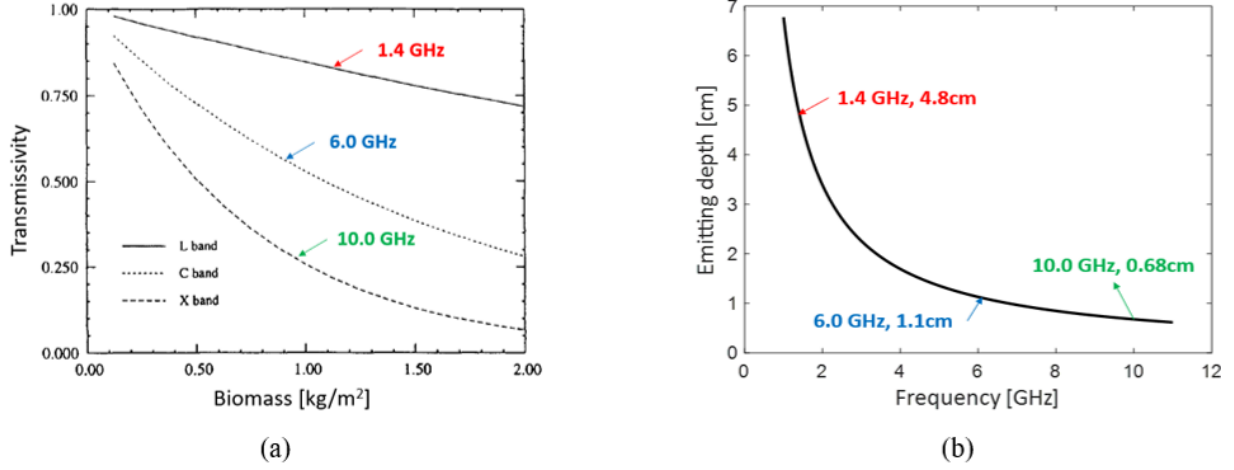 1.00
0.750
0.500
0.250
0.000
Transmissivity
1.4 GHz
6.0 GHz
10.0 GHz
L band
C band
X band
0.00
0.50
1.00
1.50
2.00
Biomass [kg/m²]
(a)
7
6
5
4
3
2
1
0
Emitting depth [cm]
1.4 GHz, 4.8cm
10.0 GHz, 0.68cm
6.0 GHz, 1.1cm
0
2
4
6
8
10
12
Frequency [GHz]
(b)